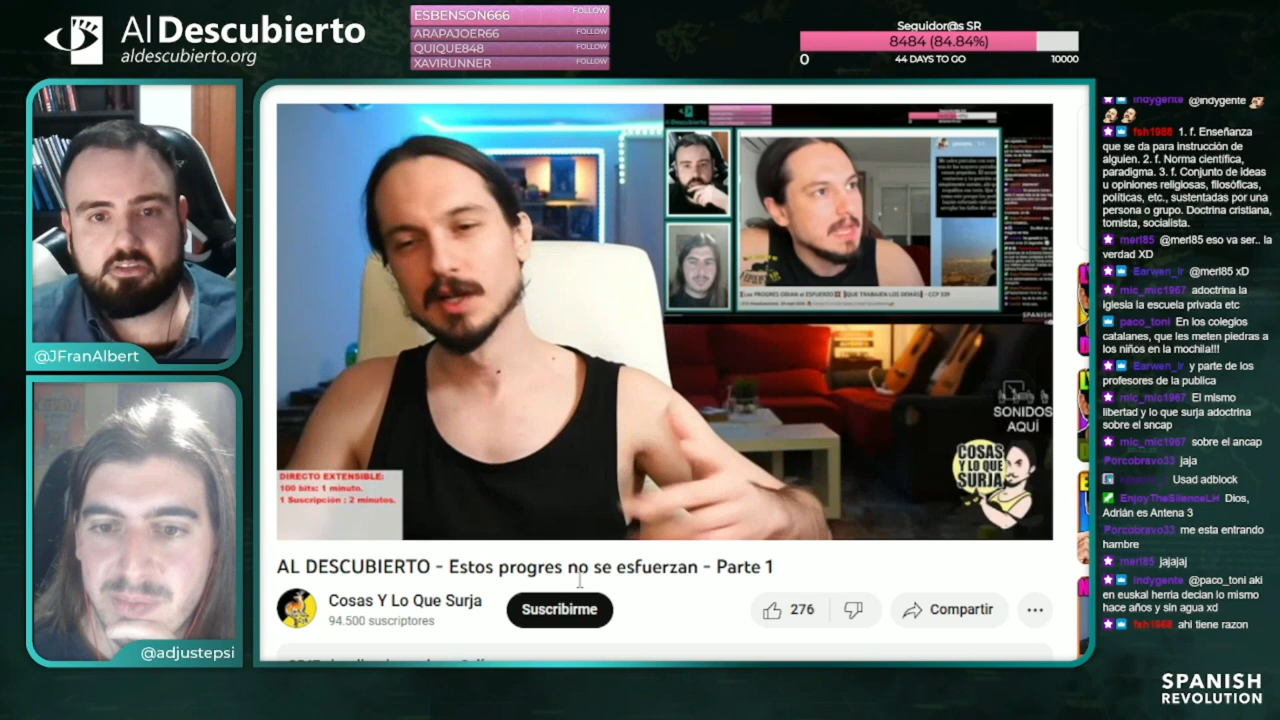 Al Descubierto
aldescubierto.org
ESBENSON666 FOLLOW
ARAPAJOER66 FOLLOW
QUIQUE848 FOLLOW
XAVIRUNNER FOLLOW
Seguidor@s SR
8484 (84.84%)
0 44 DAYS TO GO 10000
@JFranAlbert
@adjustepsi
SONIDOS
AQUÍ
COSAS
Y LO QUE
SURJA
DIRECTO EXTENSIBLE:
100 bits: 1 minuto.
1 Suscripción : 2 minutos.
AL DESCUBIERTO - Estos progres no se esfuerzan - Parte 1
Cosas Y Lo Que Surja
94.500 suscriptores
Suscribirme
276
Compartir
indygente @indygente
fsh1988 1. f. Enseñanza
que se da para instrucción de
alguien. 2. f. Norma científica,
paradigma. 3. f. Conjunto de ideas
u opiniones religiosas, filosóficas,
políticas, etc., sustentadas por una
persona o grupo. Doctrina cristiana,
tomista, socialista.
merl85 @merl85 eso va ser.. la
verdad XD
Earwen_ir @merl85 xD
mic_mic1967 adoctrina la
iglesia la escuela privada etc
paco_toni En los colegios
catalanes, que les meten piedras a
los niños en la mochila!!!
Earwen_ir y parte de los
profesores de la publica
mic_mic1967 El mismo
libertad y lo que surja adoctrina
sobre el sncap
mic_mic1967 sobre el ancap
Porcobravo33 jaja
Usad adblock
EnjoyTheSilenceLH Dios,
Adrián es Antena 3
Porcobravo33 me esta entrando
hambre
merl85 jajajaj
indygente @paco_toni aki
en euskal herria decian lo mismo
hace años y sin agua xd
fsh1988 ahi tiene razon
SPANISH
REVOLUTION